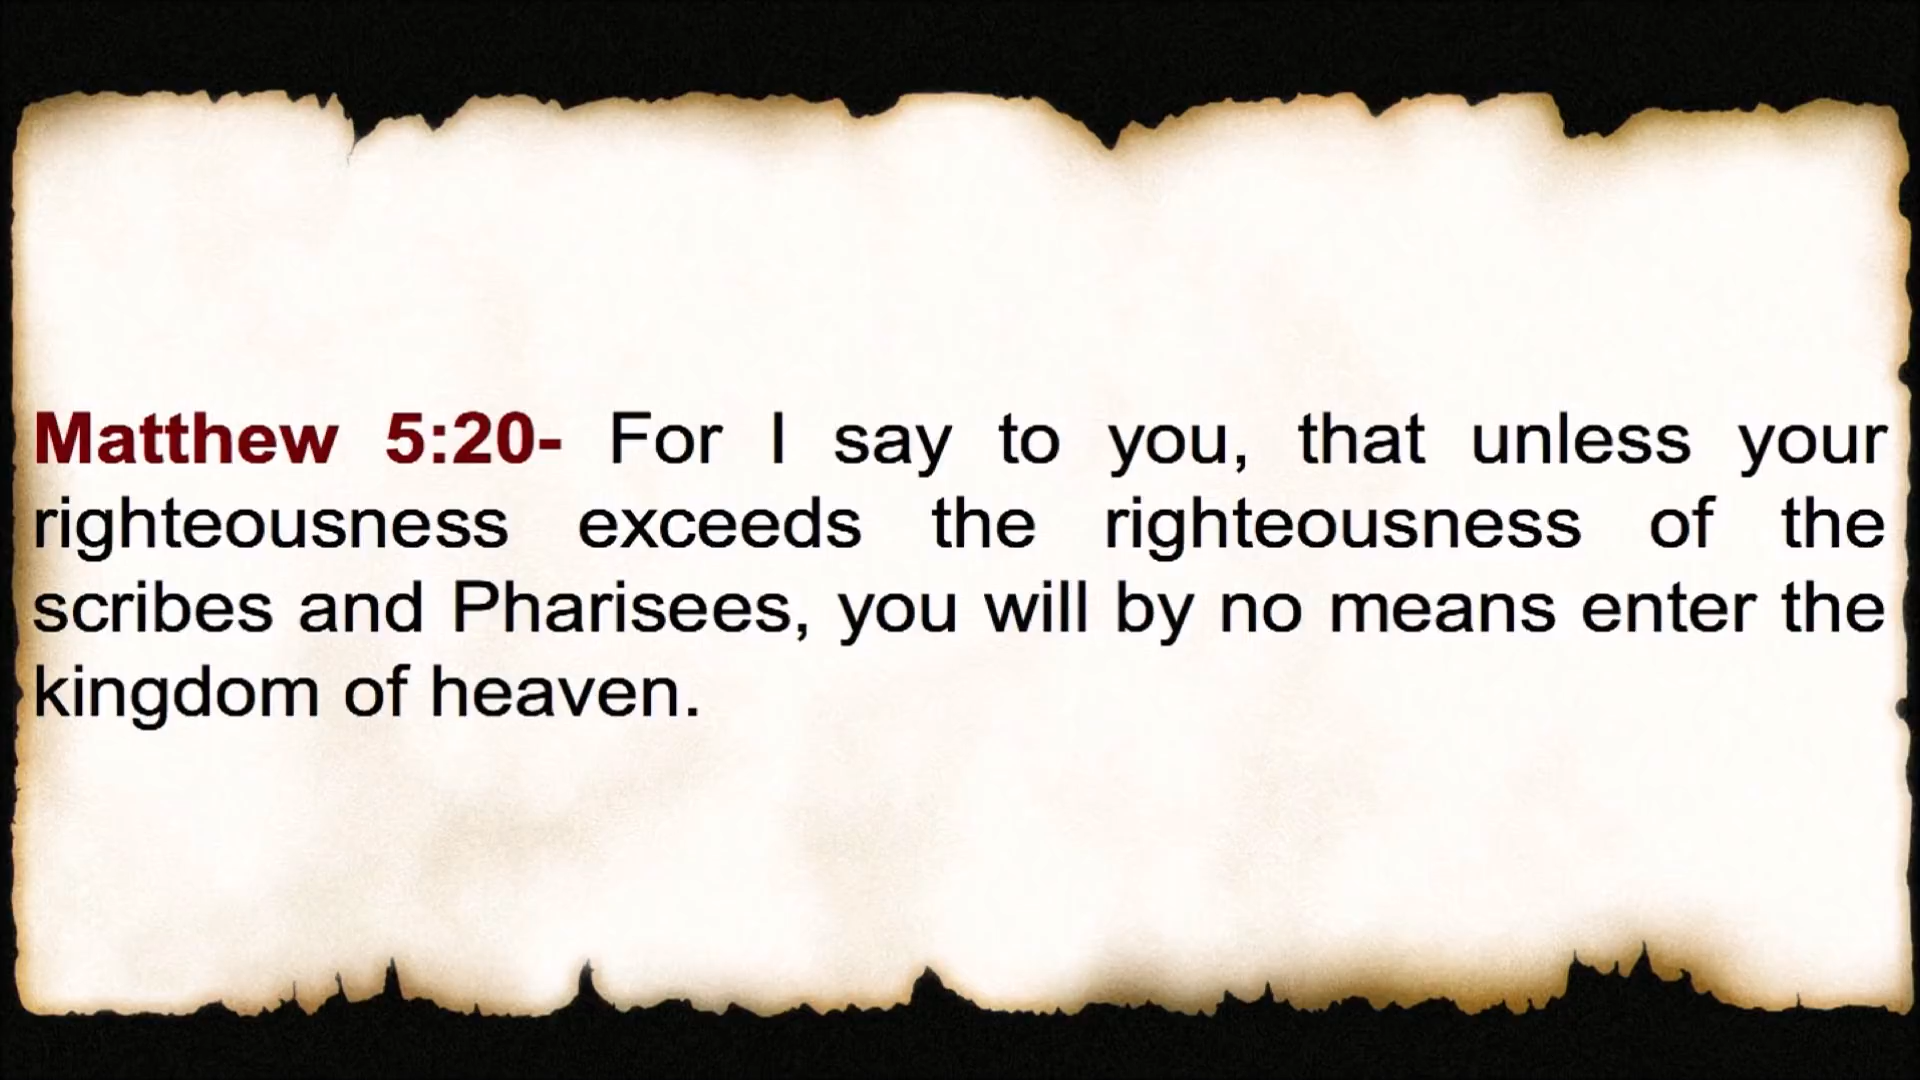 Matthew 5:20- For I say to you, that unless your
righteousness exceeds the righteousness of the
scribes and Pharisees, you will by no means enter the
kingdom of heaven.